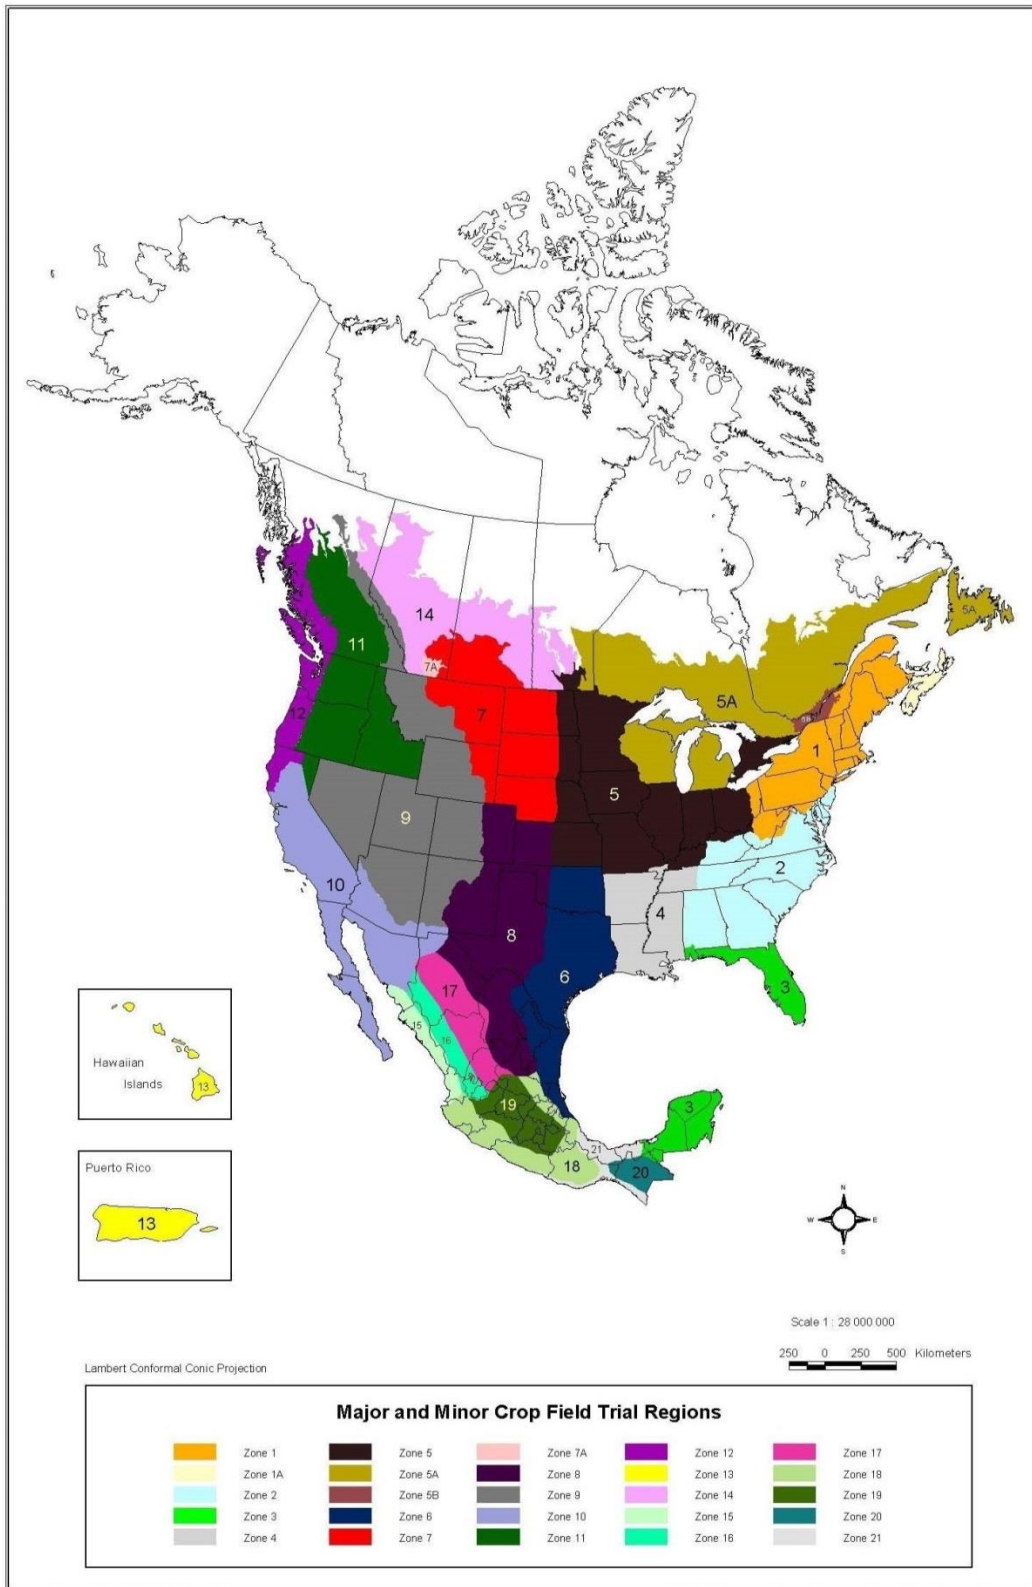 14
11
7A
5A
5A
12
7
5B
1A
1
5
9
2
10
4
8
6
3
17
15
16
Hawaiian
Islands
13
19
3
21
18
20
Puerto Rico
13
N
W
E
S
Scale 1 : 28 000 000
250 0 250 500 Kilometers
Lambert Conformal Conic Projection
Major and Minor Crop Field Trial Regions
Zone 1 Zone 5 Zone 7A Zone 12 Zone 17
Zone 1A Zone 5A Zone 8 Zone 13 Zone 18
Zone 2 Zone 5B Zone 9 Zone 14 Zone 19
Zone 3 Zone 6 Zone 10 Zone 15 Zone 20
Zone 4 Zone 7 Zone 11 Zone 16 Zone 21